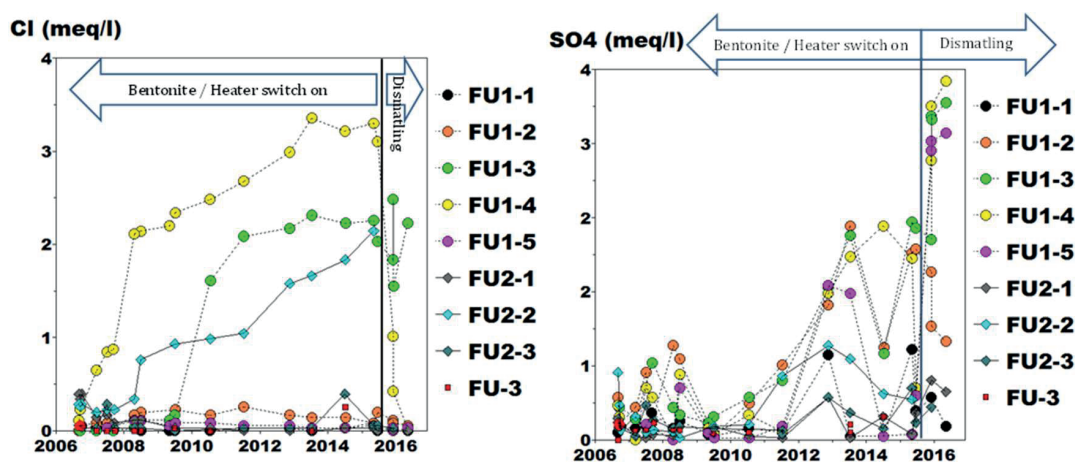 Cl (meq/l)
Bentonite / Heater switch on
Dismatling
4
3
2
1
0
2006 2008 2010 2012 2014 2016
FU1-1
FU1-2
FU1-3
FU1-4
FU1-5
FU2-1
FU2-2
FU2-3
FU-3
SO4 (meq/l)
Bentonite / Heater switch on
Dismatling
4
3
2
2
1
0
2006 2008 2010 2012 2014 2016
FU1-1
FU1-2
FU1-3
FU1-4
FU1-5
FU2-1
FU2-2
FU2-3
FU-3